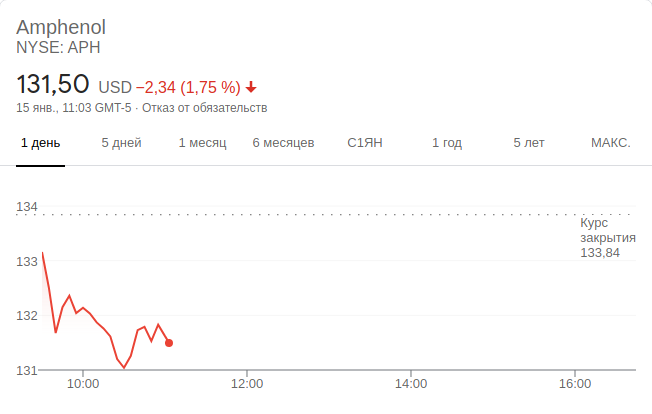 Amphenol
NYSE: APH
131,50 USD −2,34 (1,75 %)
15 янв., 11:03 GMT-5 · Отказ от обязательств
1 день 5 дней 1 месяц 6 месяцев С1ЯН 1 год 5 лет МАКС.
134
Курс
закрытия
133,84
133
132
131
10:00 12:00 14:00 16:00